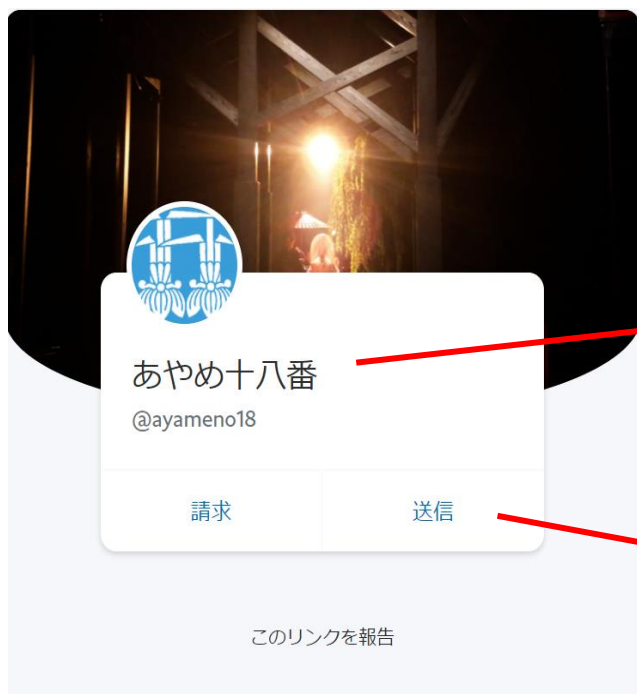 あやめ十八番
@ayameno18
請求
送信
このリンクを報告